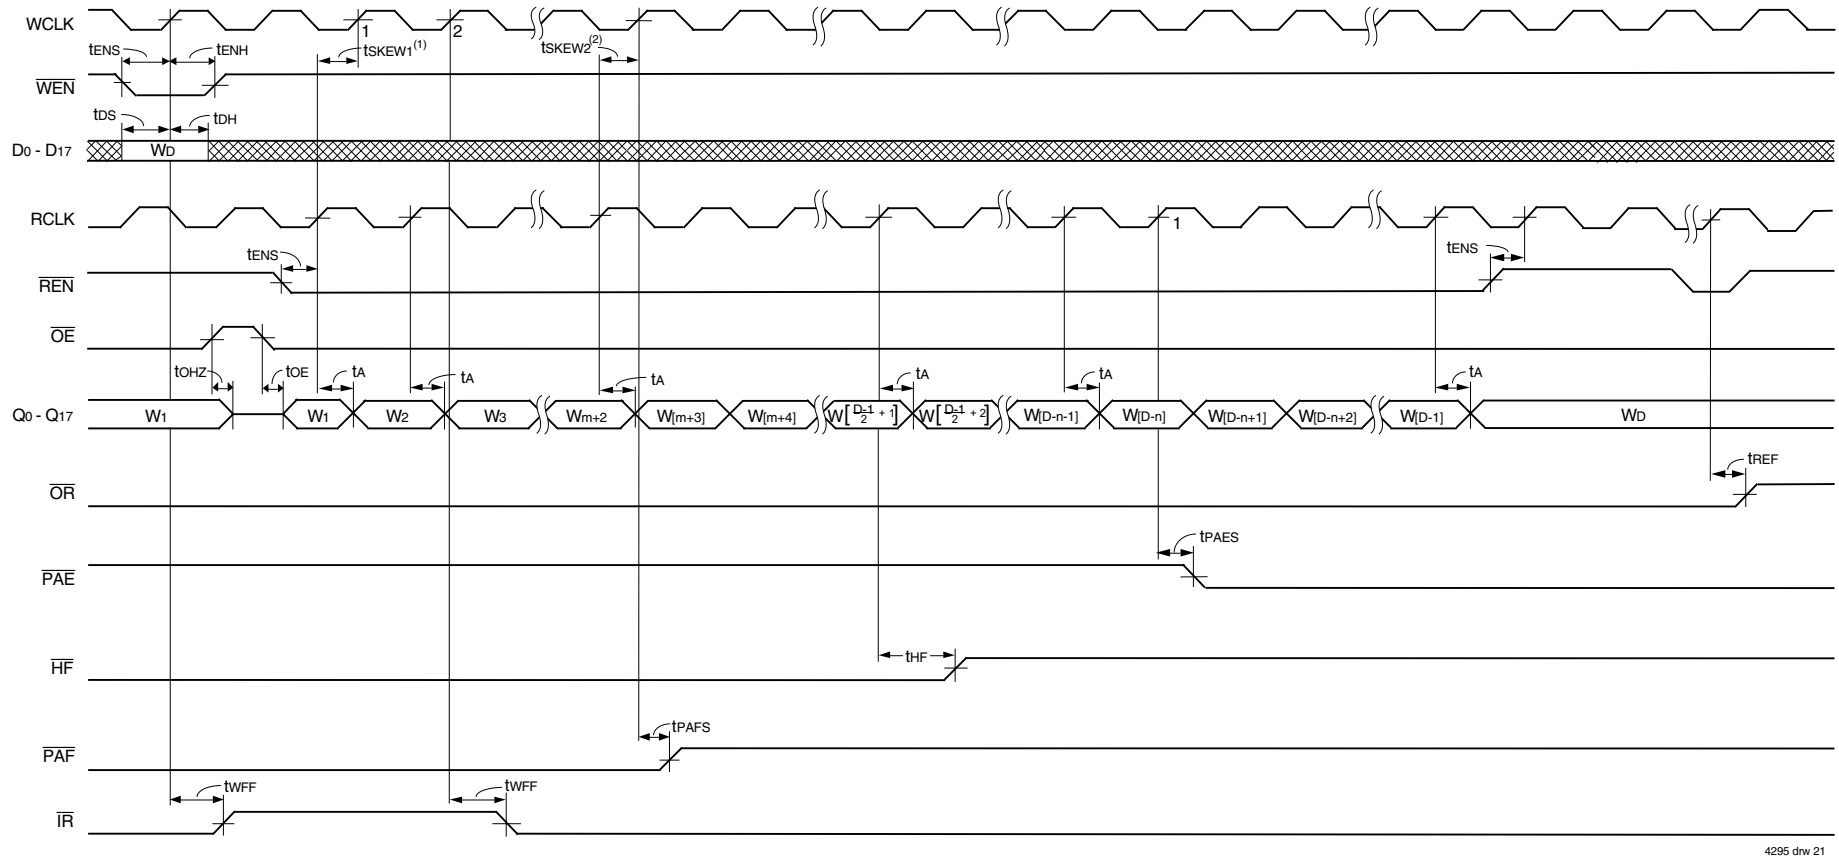 WCLK
1
2
tENS
tENH
tSKEW1(1)
tSKEW2(2)
WEN
tDS
tDH
D0 - D17
WD
RCLK
1
tENS
tENS
REN
OE
tOHZ
tOE
tA
tA
tA
tA
tA
tA
Q0 - Q17
W1
W1
W2
W3
Wm+2
W[m+3]
W[m+4]
W[D-1/2 + 1]
W[D-1/2 + 2]
W[D-n-1]
W[D-n]
W[D-n+1]
W[D-n+2]
W[D-1]
WD
tREF
OR
tPAES
PAE
tHF
HF
tPAFS
PAF
tWFF
tWFF
IR
4295 drw 21